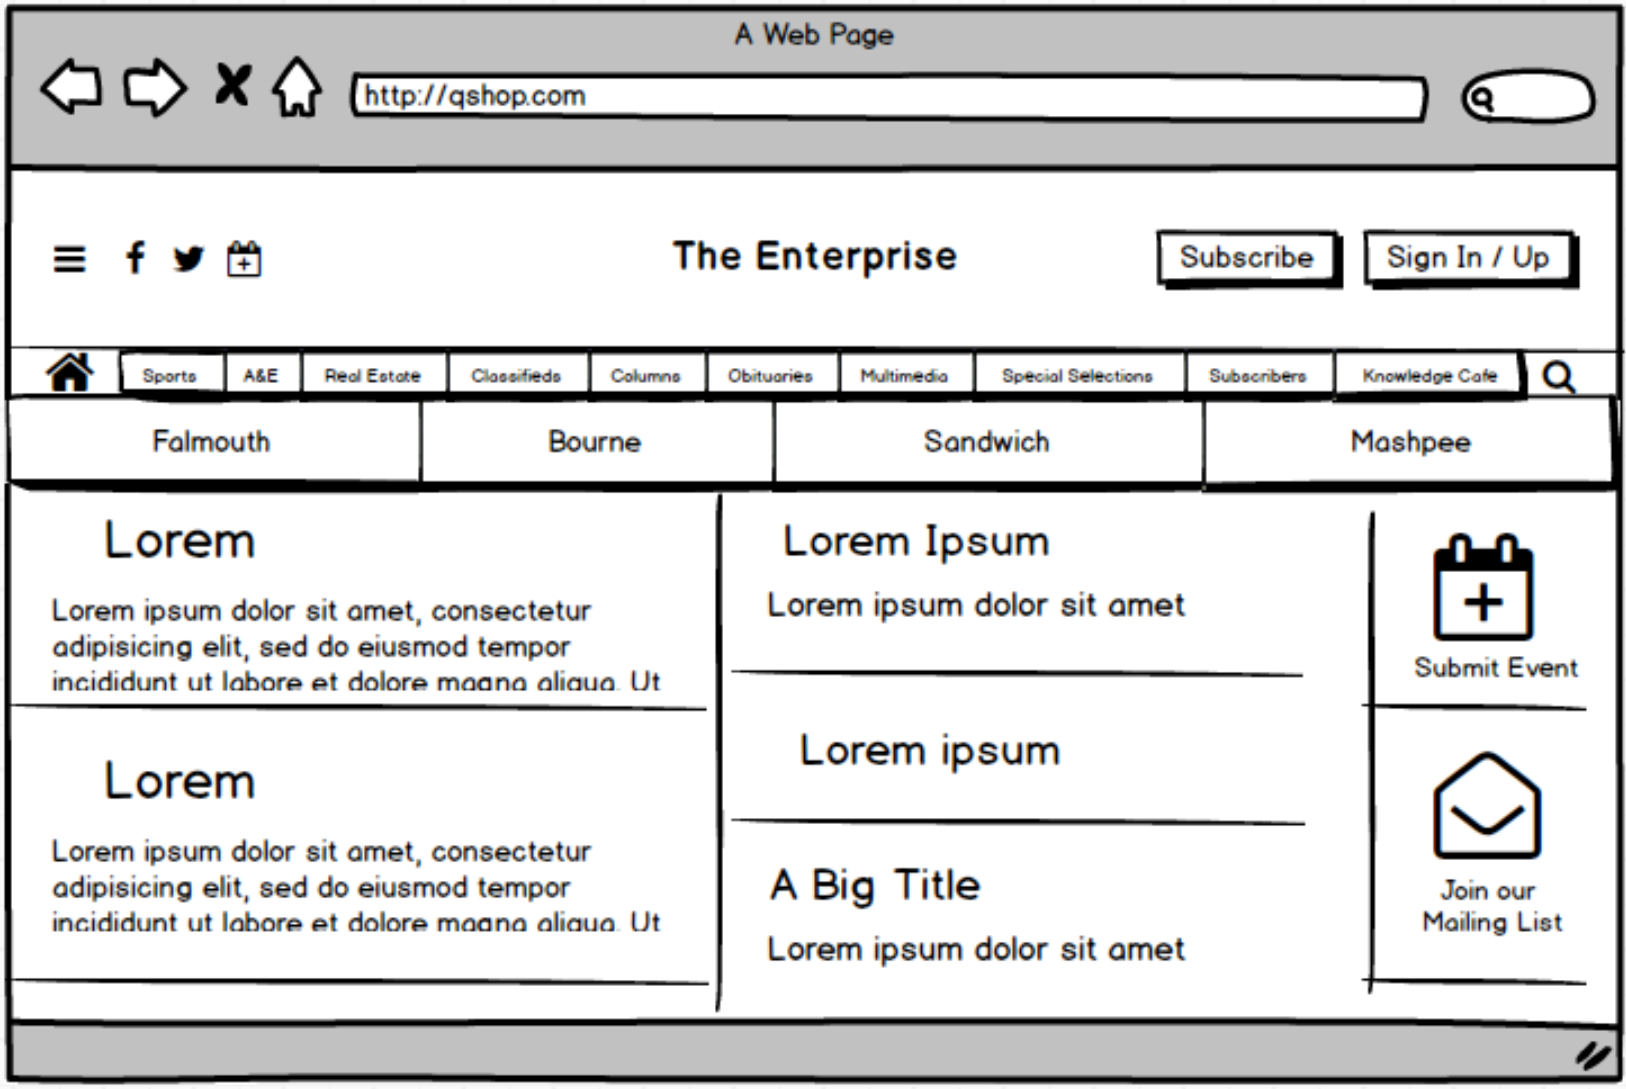 A Web Page
http://qshop.com
The Enterprise
Subscribe
Sign In / Up
Sports
A&E
Real Estate
Classifieds
Columns
Obituaries
Multimedia
Special Selections
Subscribers
Knowledge Cafe
Falmouth
Bourne
Sandwich
Mashpee
Lorem
Lorem ipsum dolor sit amet, consectetur
adipisicing elit, sed do eiusmod tempor
incididunt ut labore et dolore magna aliqua. Ut
Lorem
Lorem ipsum dolor sit amet, consectetur
adipisicing elit, sed do eiusmod tempor
incididunt ut labore et dolore magna aliqua. Ut
Lorem Ipsum
Lorem ipsum dolor sit amet
Lorem ipsum
A Big Title
Lorem ipsum dolor sit amet
Submit Event
Join our
Mailing List